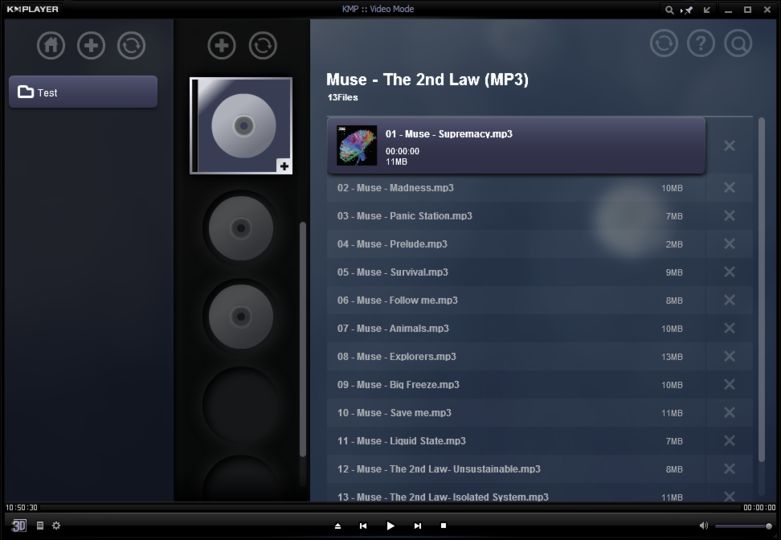 KMPLAYER
KMP :: Video Mode
Test
Muse - The 2nd Law (MP3)
13Files
01 - Muse - Supremacy.mp3
00:00:00
11MB
02 - Muse - Madness.mp3 10MB
03 - Muse - Panic Station.mp3 7MB
04 - Muse - Prelude.mp3 2MB
05 - Muse - Survival.mp3 9MB
06 - Muse - Follow me.mp3 8MB
07 - Muse - Animals.mp3 10MB
08 - Muse - Explorers.mp3 13MB
09 - Muse - Big Freeze.mp3 10MB
10 - Muse - Save me.mp3 11MB
11 - Muse - Liquid State.mp3 7MB
12 - Muse - The 2nd Law- Unsustainable.mp3 8MB
13 - Muse - The 2nd Law- Isolated System.mp3 11MB
10:50:30 00:00:00
3D